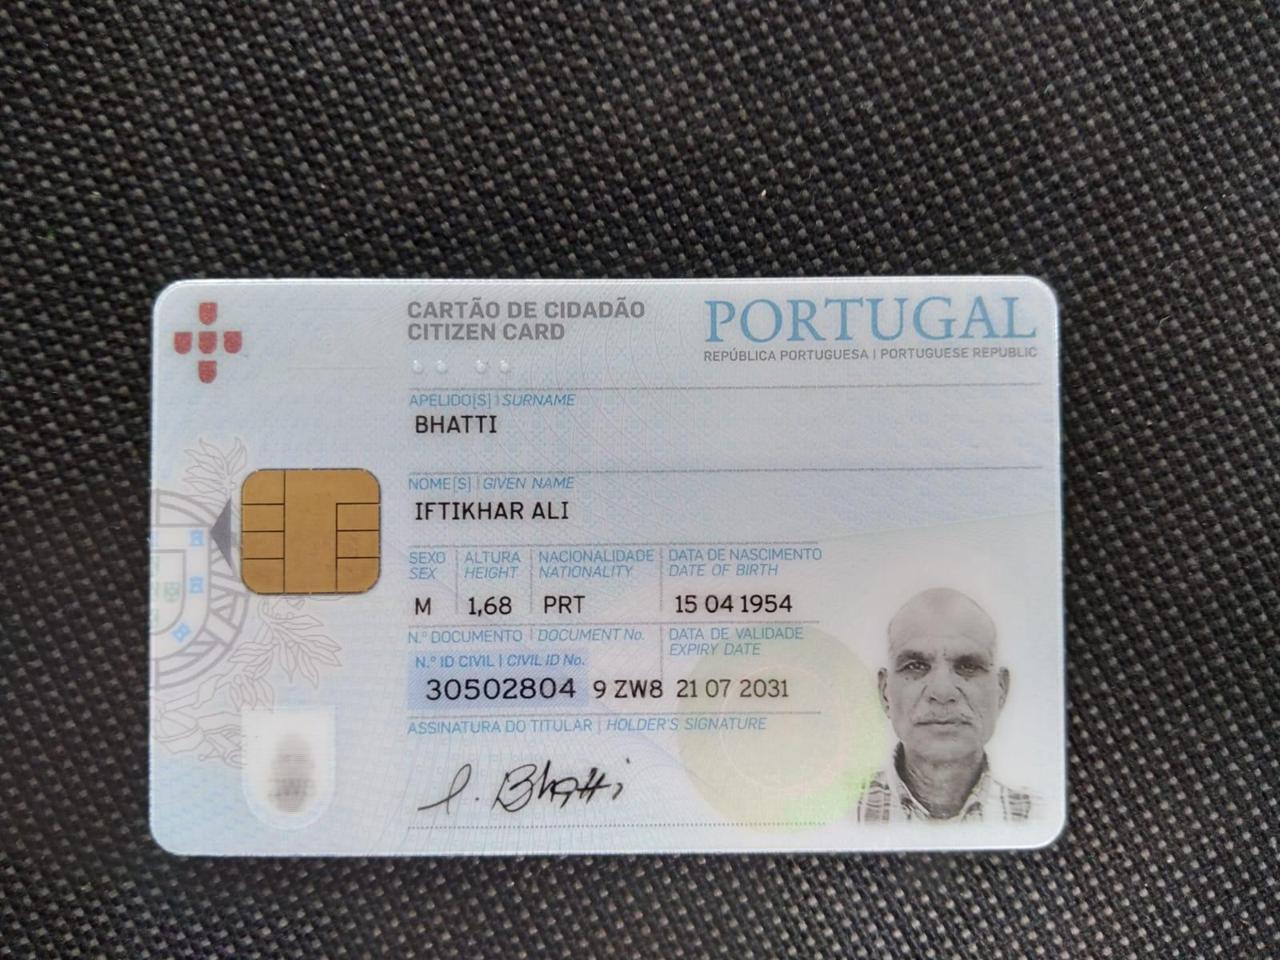 CARTÃO DE CIDADÃO
CITIZEN CARD
PORTUGAL
REPÚBLICA PORTUGUESA | PORTUGUESE REPUBLIC
APELIDO[S] | SURNAME
BHATTI
NOME[S] | GIVEN NAME
IFTIKHAR ALI
SEXO ALTURA NACIONALIDADE DATA DE NASCIMENTO
SEX HEIGHT NATIONALITY DATE OF BIRTH
M 1,68 PRT 15 04 1954
N.º DOCUMENTO | DOCUMENT No. DATA DE VALIDADE
EXPIRY DATE
N.º ID CIVIL | CIVIL ID No.
30502804 9 ZW8 21 07 2031
ASSINATURA DO TITULAR | HOLDER'S SIGNATURE
I. Bhatti